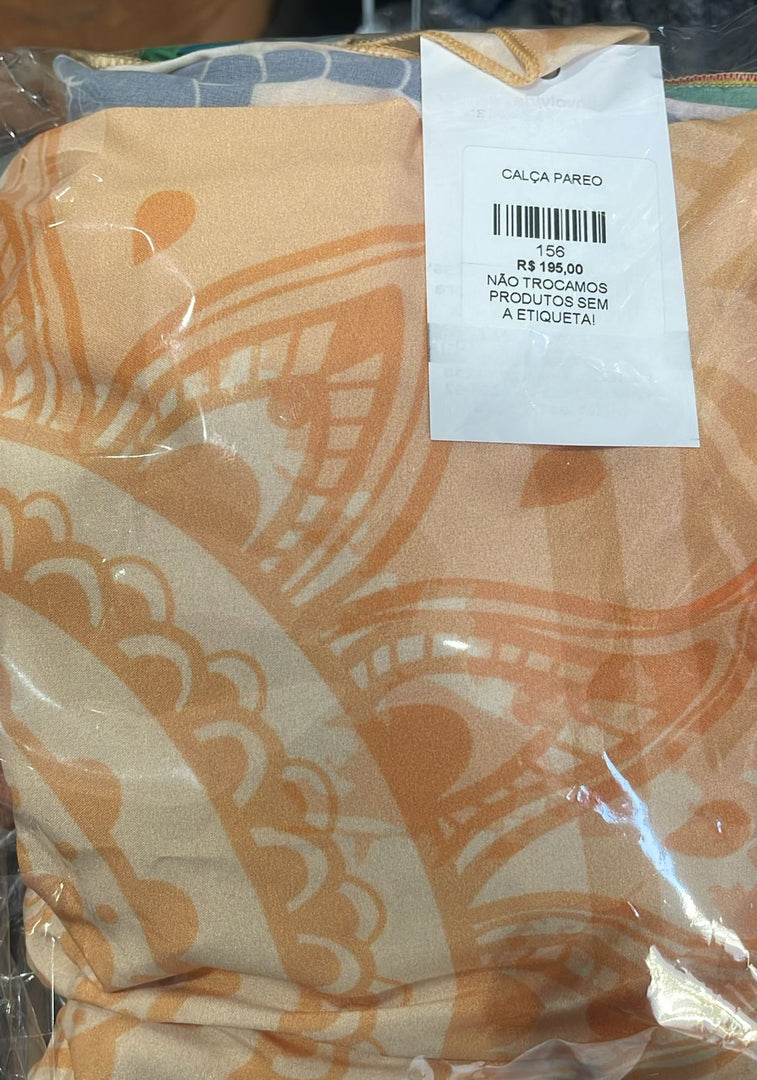 CALÇA PAREO
156
R$ 195,00
NÃO TROCAMOS
PRODUTOS SEM
A ETIQUETA!